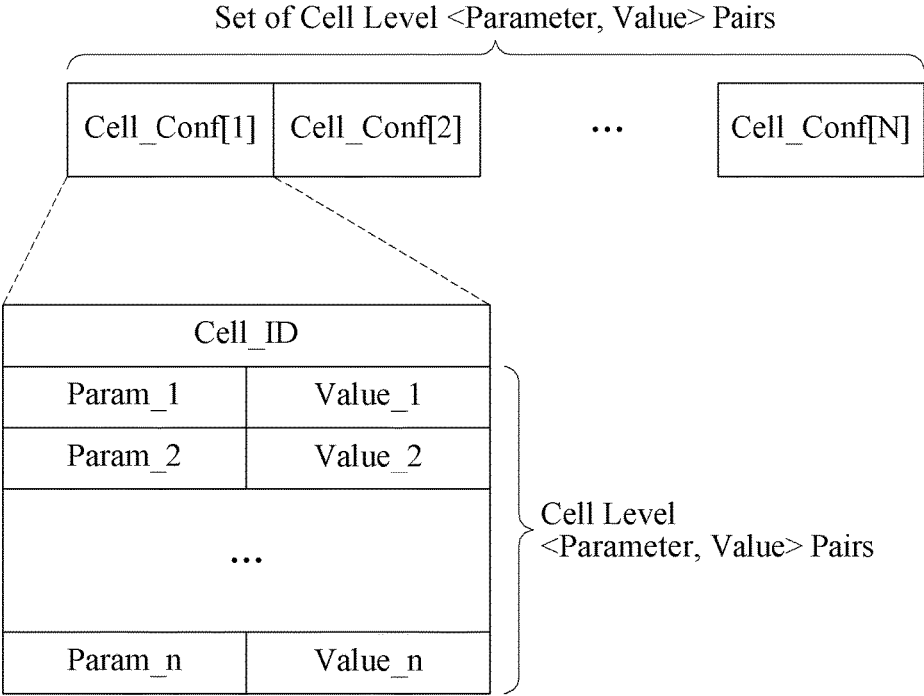 Set of Cell Level <Parameter, Value> Pairs
Cell_Conf[1] Cell_Conf[2] ... Cell_Conf[N]
Cell_ID
Param_1 Value_1
Param_2 Value_2
...
Param_n Value_n
Cell Level
<Parameter, Value> Pairs